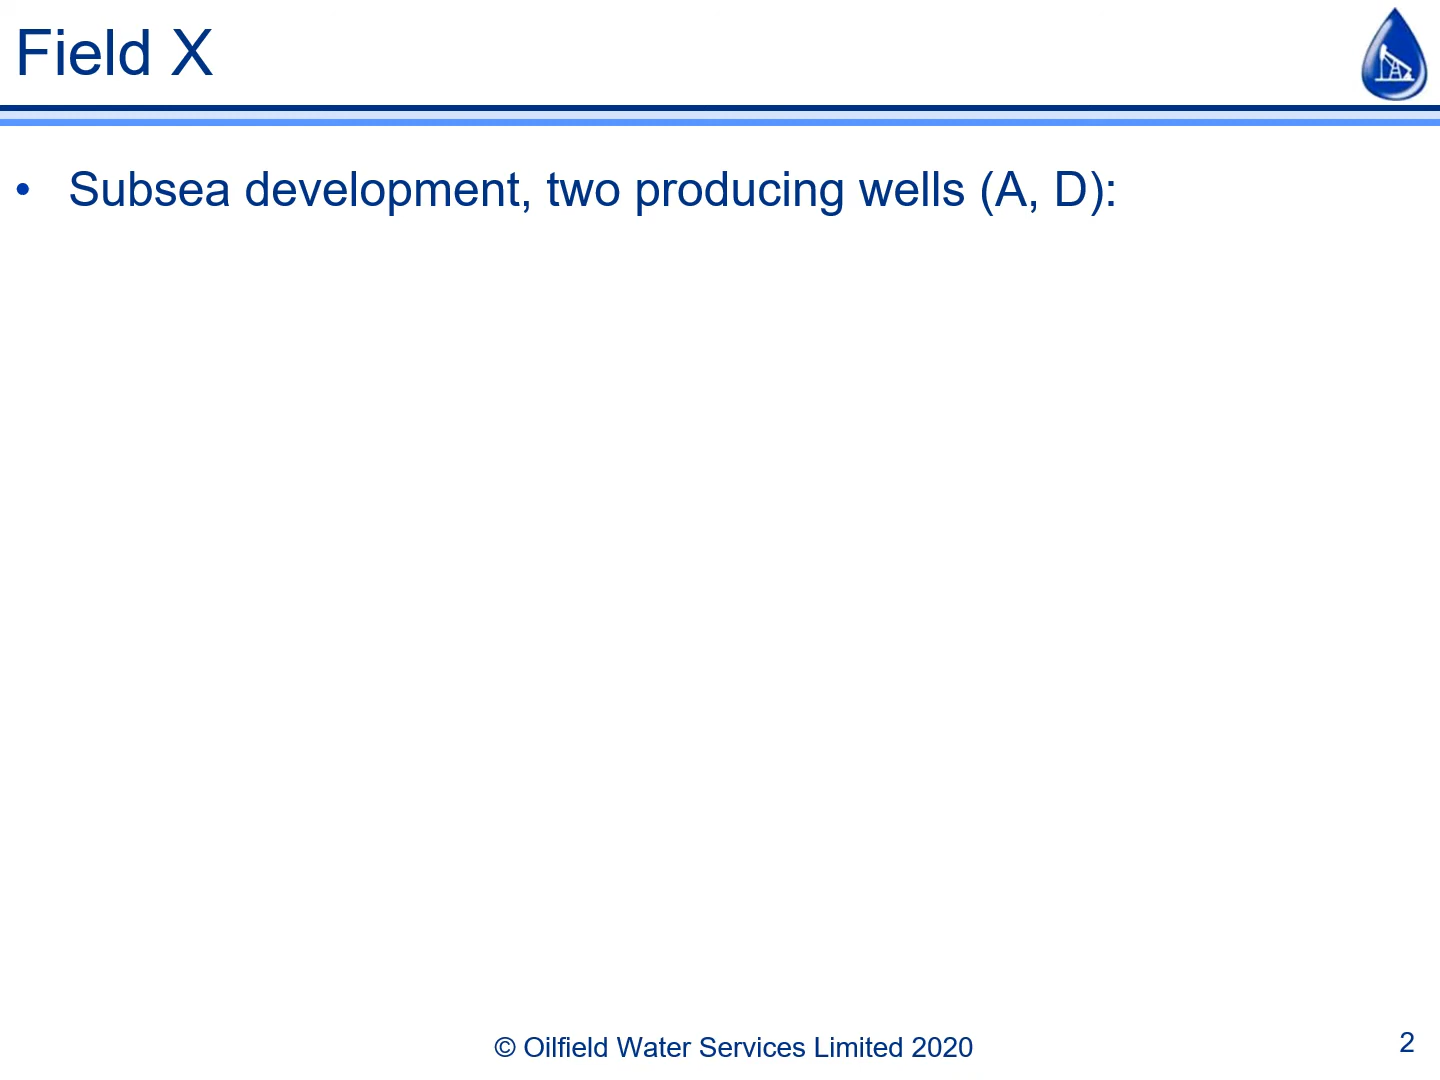 Field X
• Subsea development, two producing wells (A, D):
© Oilfield Water Services Limited 2020
2